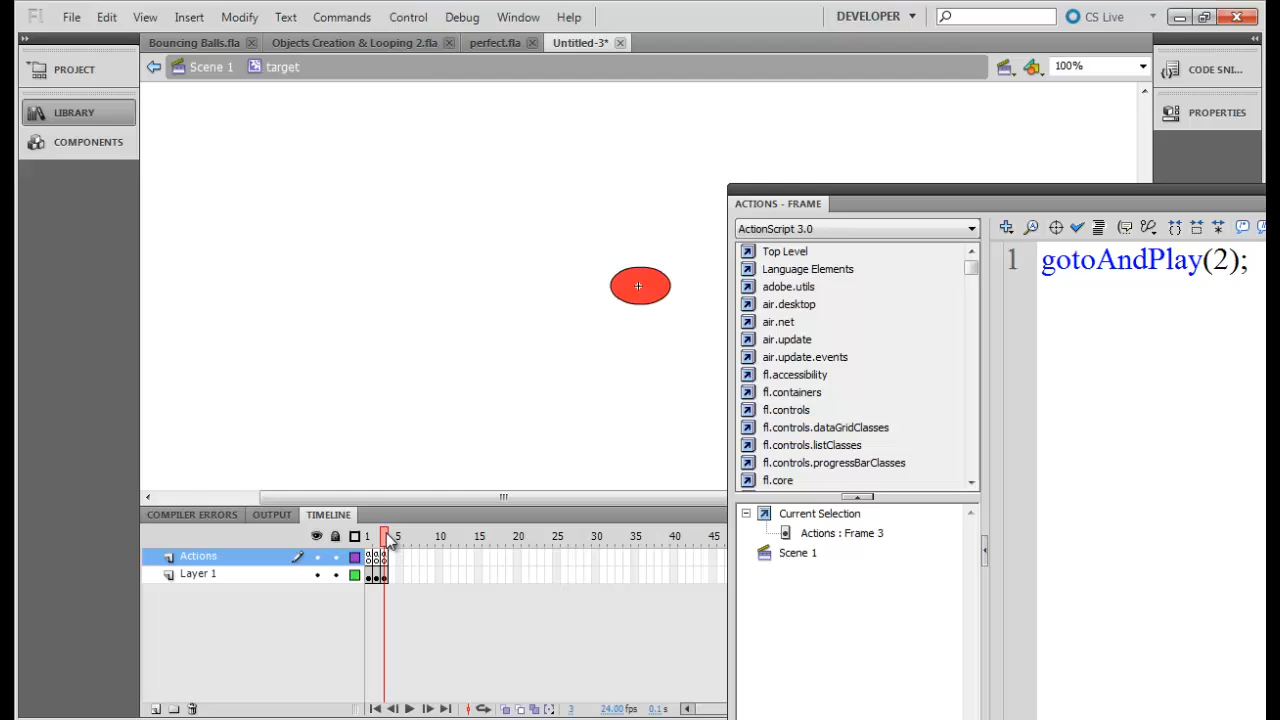 Fl File Edit View Insert Modify Text Commands Control Debug Window Help DEVELOPER CS Live
Bouncing Balls.fla Objects Creation & Looping 2.fla perfect.fla Untitled-3*
Scene 1 target 100%
PROJECT
LIBRARY
COMPONENTS
CODE SNI...
PROPERTIES
ACTIONS - FRAME
ActionScript 3.0
Top Level
Language Elements
adobe.utils
air.desktop
air.net
air.update
air.update.events
fl.accessibility
fl.containers
fl.controls
fl.controls.dataGridClasses
fl.controls.listClasses
fl.controls.progressBarClasses
fl.core
1 gotoAndPlay(2);
Current Selection
Actions : Frame 3
Scene 1
COMPILER ERRORS OUTPUT TIMELINE
1 5 10 15 20 25 30 35 40 45
Actions
Layer 1
3 24.00fps 0.1s